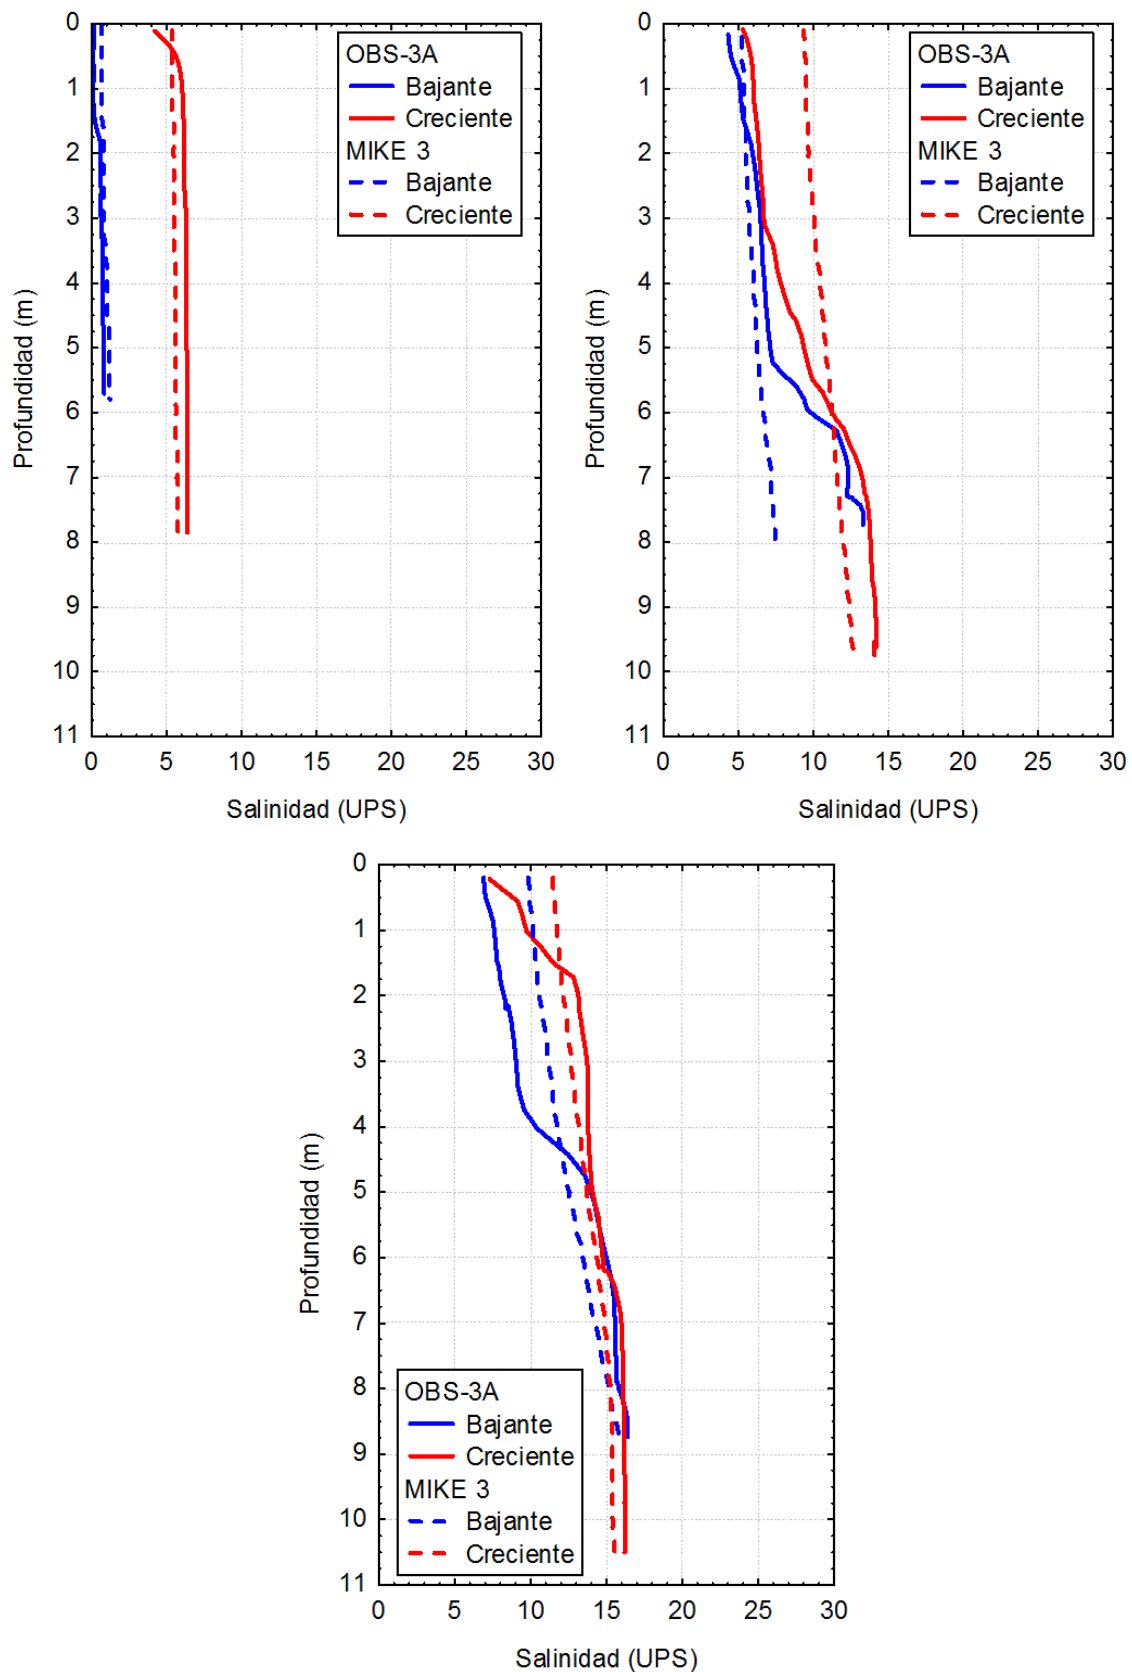 0
1
2
3
4
5
6
7
8
9
10
11
Profundidad (m)
OBS-3A
Bajante
Creciente
MIKE 3
Bajante
Creciente
0 5 10 15 20 25 30
Salinidad (UPS)
0
1
2
3
4
5
6
7
8
9
10
11
Profundidad (m)
OBS-3A
Bajante
Creciente
MIKE 3
Bajante
Creciente
0 5 10 15 20 25 30
Salinidad (UPS)
0
1
2
3
4
5
6
7
8
9
10
11
Profundidad (m)
OBS-3A
Bajante
Creciente
MIKE 3
Bajante
Creciente
0 5 10 15 20 25 30
Salinidad (UPS)